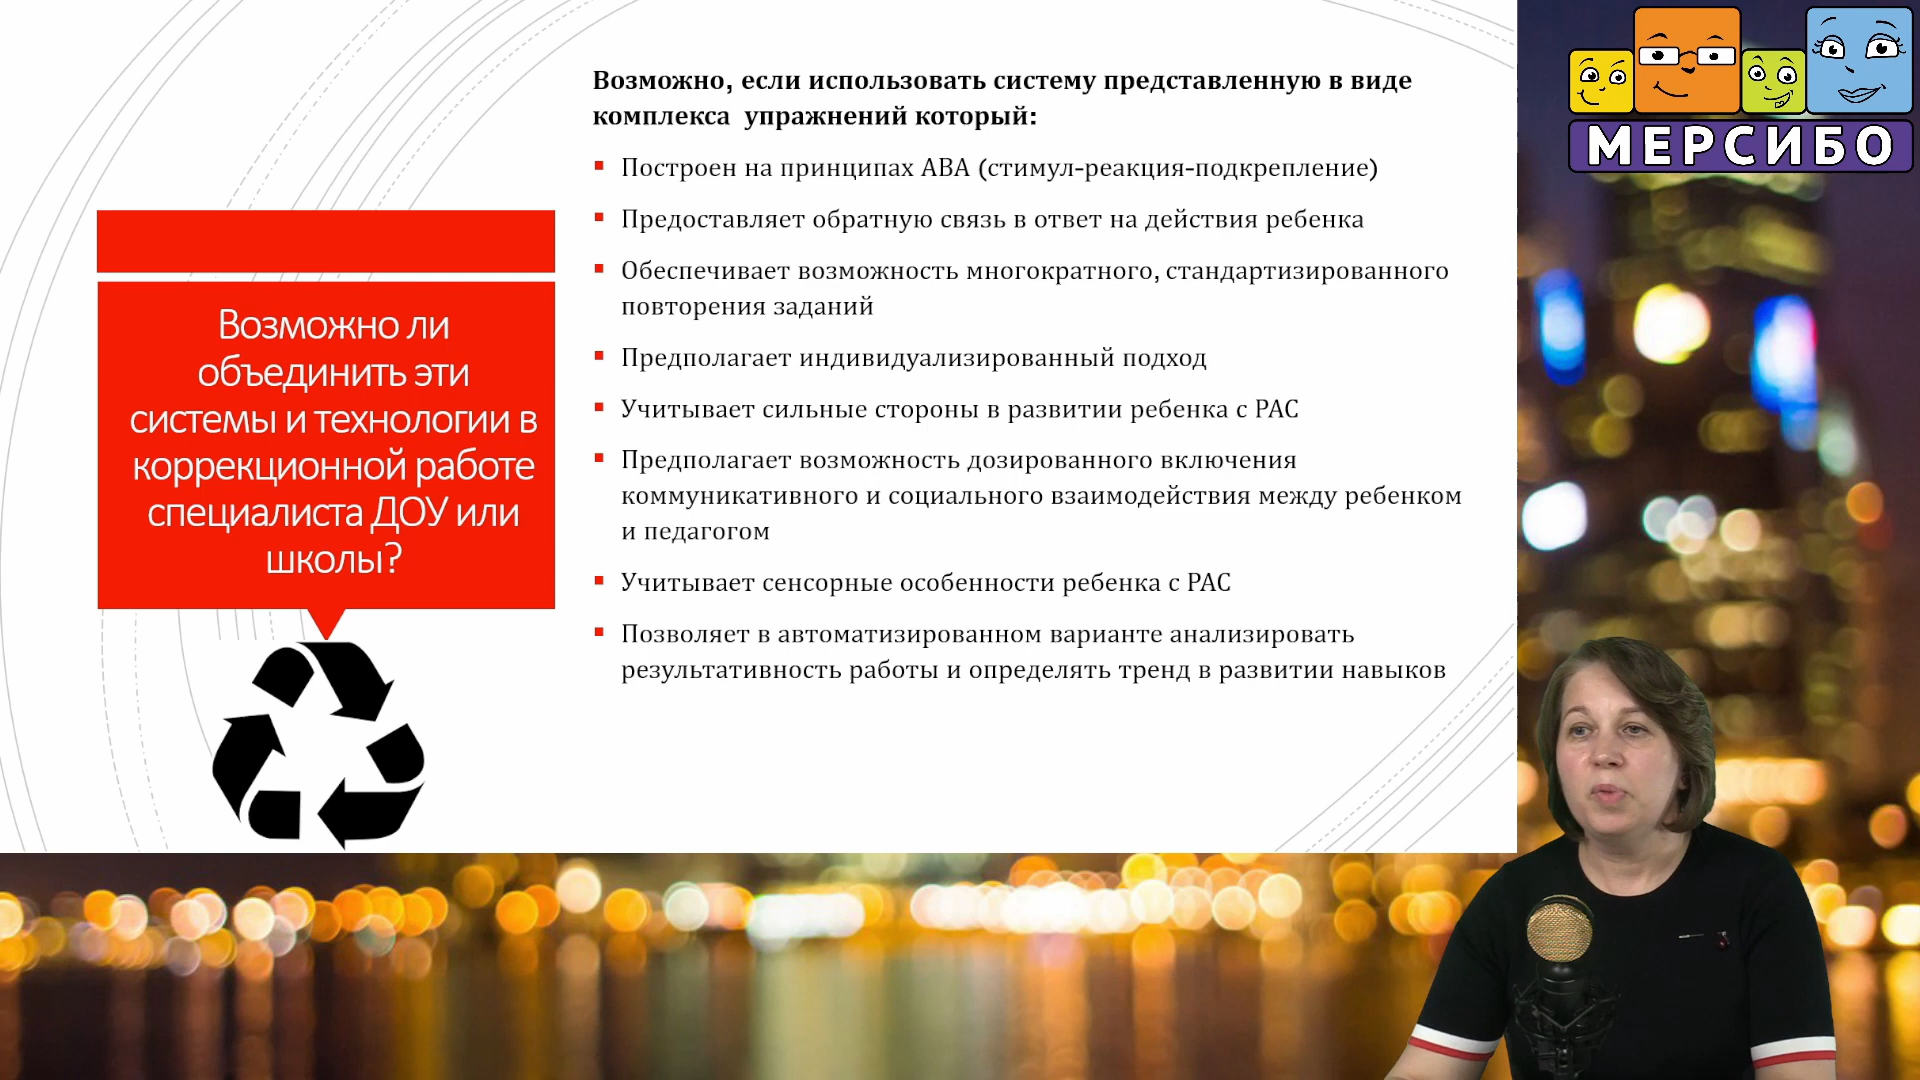 Возможно ли
объединить эти
системы и технологии в
коррекционной работе
специалиста ДОУ или
школы?
Возможно, если использовать систему представленную в виде
комплекса упражнений который:
Построен на принципах АВА (стимул-реакция-подкрепление)
Предоставляет обратную связь в ответ на действия ребенка
Обеспечивает возможность многократного, стандартизированного
повторения заданий
Предполагает индивидуализированный подход
Учитывает сильные стороны в развитии ребенка с РАС
Предполагает возможность дозированного включения
коммуникативного и социального взаимодействия между ребенком
и педагогом
Учитывает сенсорные особенности ребенка с РАС
Позволяет в автоматизированном варианте анализировать
результативность работы и определять тренд в развитии навыков
МЕРСИБО